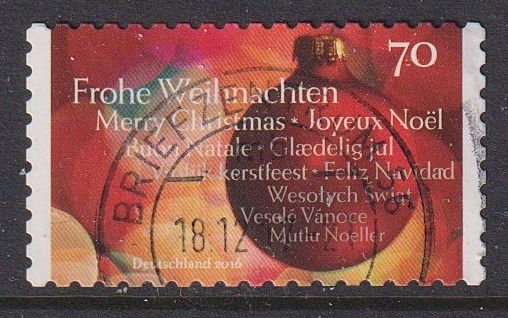 70
Frohe Weihnachten
Merry Christmas * Joyeux Noël
Buon Natale * Glædelig jul
kerstfeest * Feliz Navidad
Wesołych Świąt
Veselé Vánoce
Mutlu Noeller
Deutschland 2016
18.12